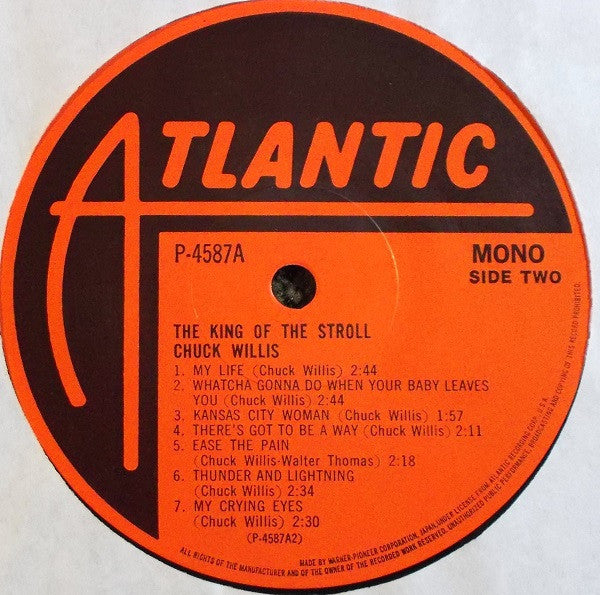 ATLANTIC
P-4587A
MONO
SIDE TWO
THE KING OF THE STROLL
CHUCK WILLIS
1. MY LIFE (Chuck Willis) 2:44
2. WHATCHA GONNA DO WHEN YOUR BABY LEAVES
YOU (Chuck Willis) 2:44
3. KANSAS CITY WOMAN (Chuck Willis) 1:57
4. THERE'S GOT TO BE A WAY (Chuck Willis) 2:11
5. EASE THE PAIN
(Chuck Willis-Walter Thomas) 2:18
6. THUNDER AND LIGHTNING
(Chuck Willis) 2:34
7. MY CRYING EYES
(Chuck Willis) 2:30
(P-4587A2)
MADE BY WARNER-PIONEER CORPORATION, JAPAN, UNDER LICENSE FROM ATLANTIC RECORDING CORP., U.S.A.
ALL RIGHTS OF THE MANUFACTURER AND OF THE OWNER OF THE RECORDED WORK RESERVED. UNAUTHORIZED PUBLIC PERFORMANCE, BROADCASTING AND COPYING OF THIS RECORD PROHIBITED.